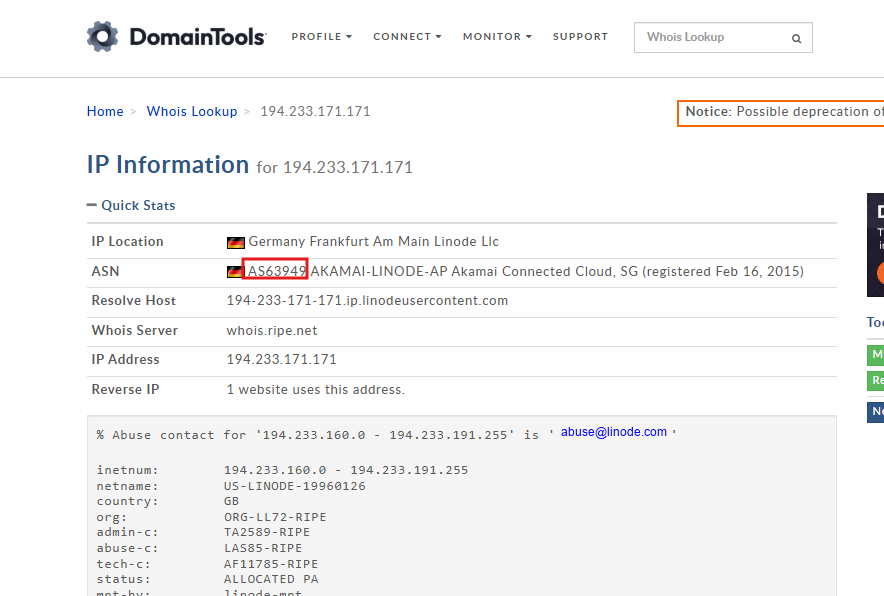 DomainTools PROFILE CONNECT MONITOR SUPPORT Whois Lookup
Home > Whois Lookup > 194.233.171.171
Notice: Possible deprecation of
IP Information for 194.233.171.171
Quick Stats
IP Location Germany Frankfurt Am Main Linode Llc
ASN AS63949 AKAMAI-LINODE-AP Akamai Connected Cloud, SG (registered Feb 16, 2015)
Resolve Host 194-233-171-171.ip.linodeusercontent.com
Whois Server whois.ripe.net
IP Address 194.233.171.171
Reverse IP 1 website uses this address.
% Abuse contact for '194.233.160.0 - 194.233.191.255' is ' abuse@linode.com '
inetnum: 194.233.160.0 - 194.233.191.255
netname: US-LINODE-19960126
country: GB
org: ORG-LL72-RIPE
admin-c: TA2589-RIPE
abuse-c: LAS85-RIPE
tech-c: AF11785-RIPE
status: ALLOCATED PA
mnt-by: linode-mnt